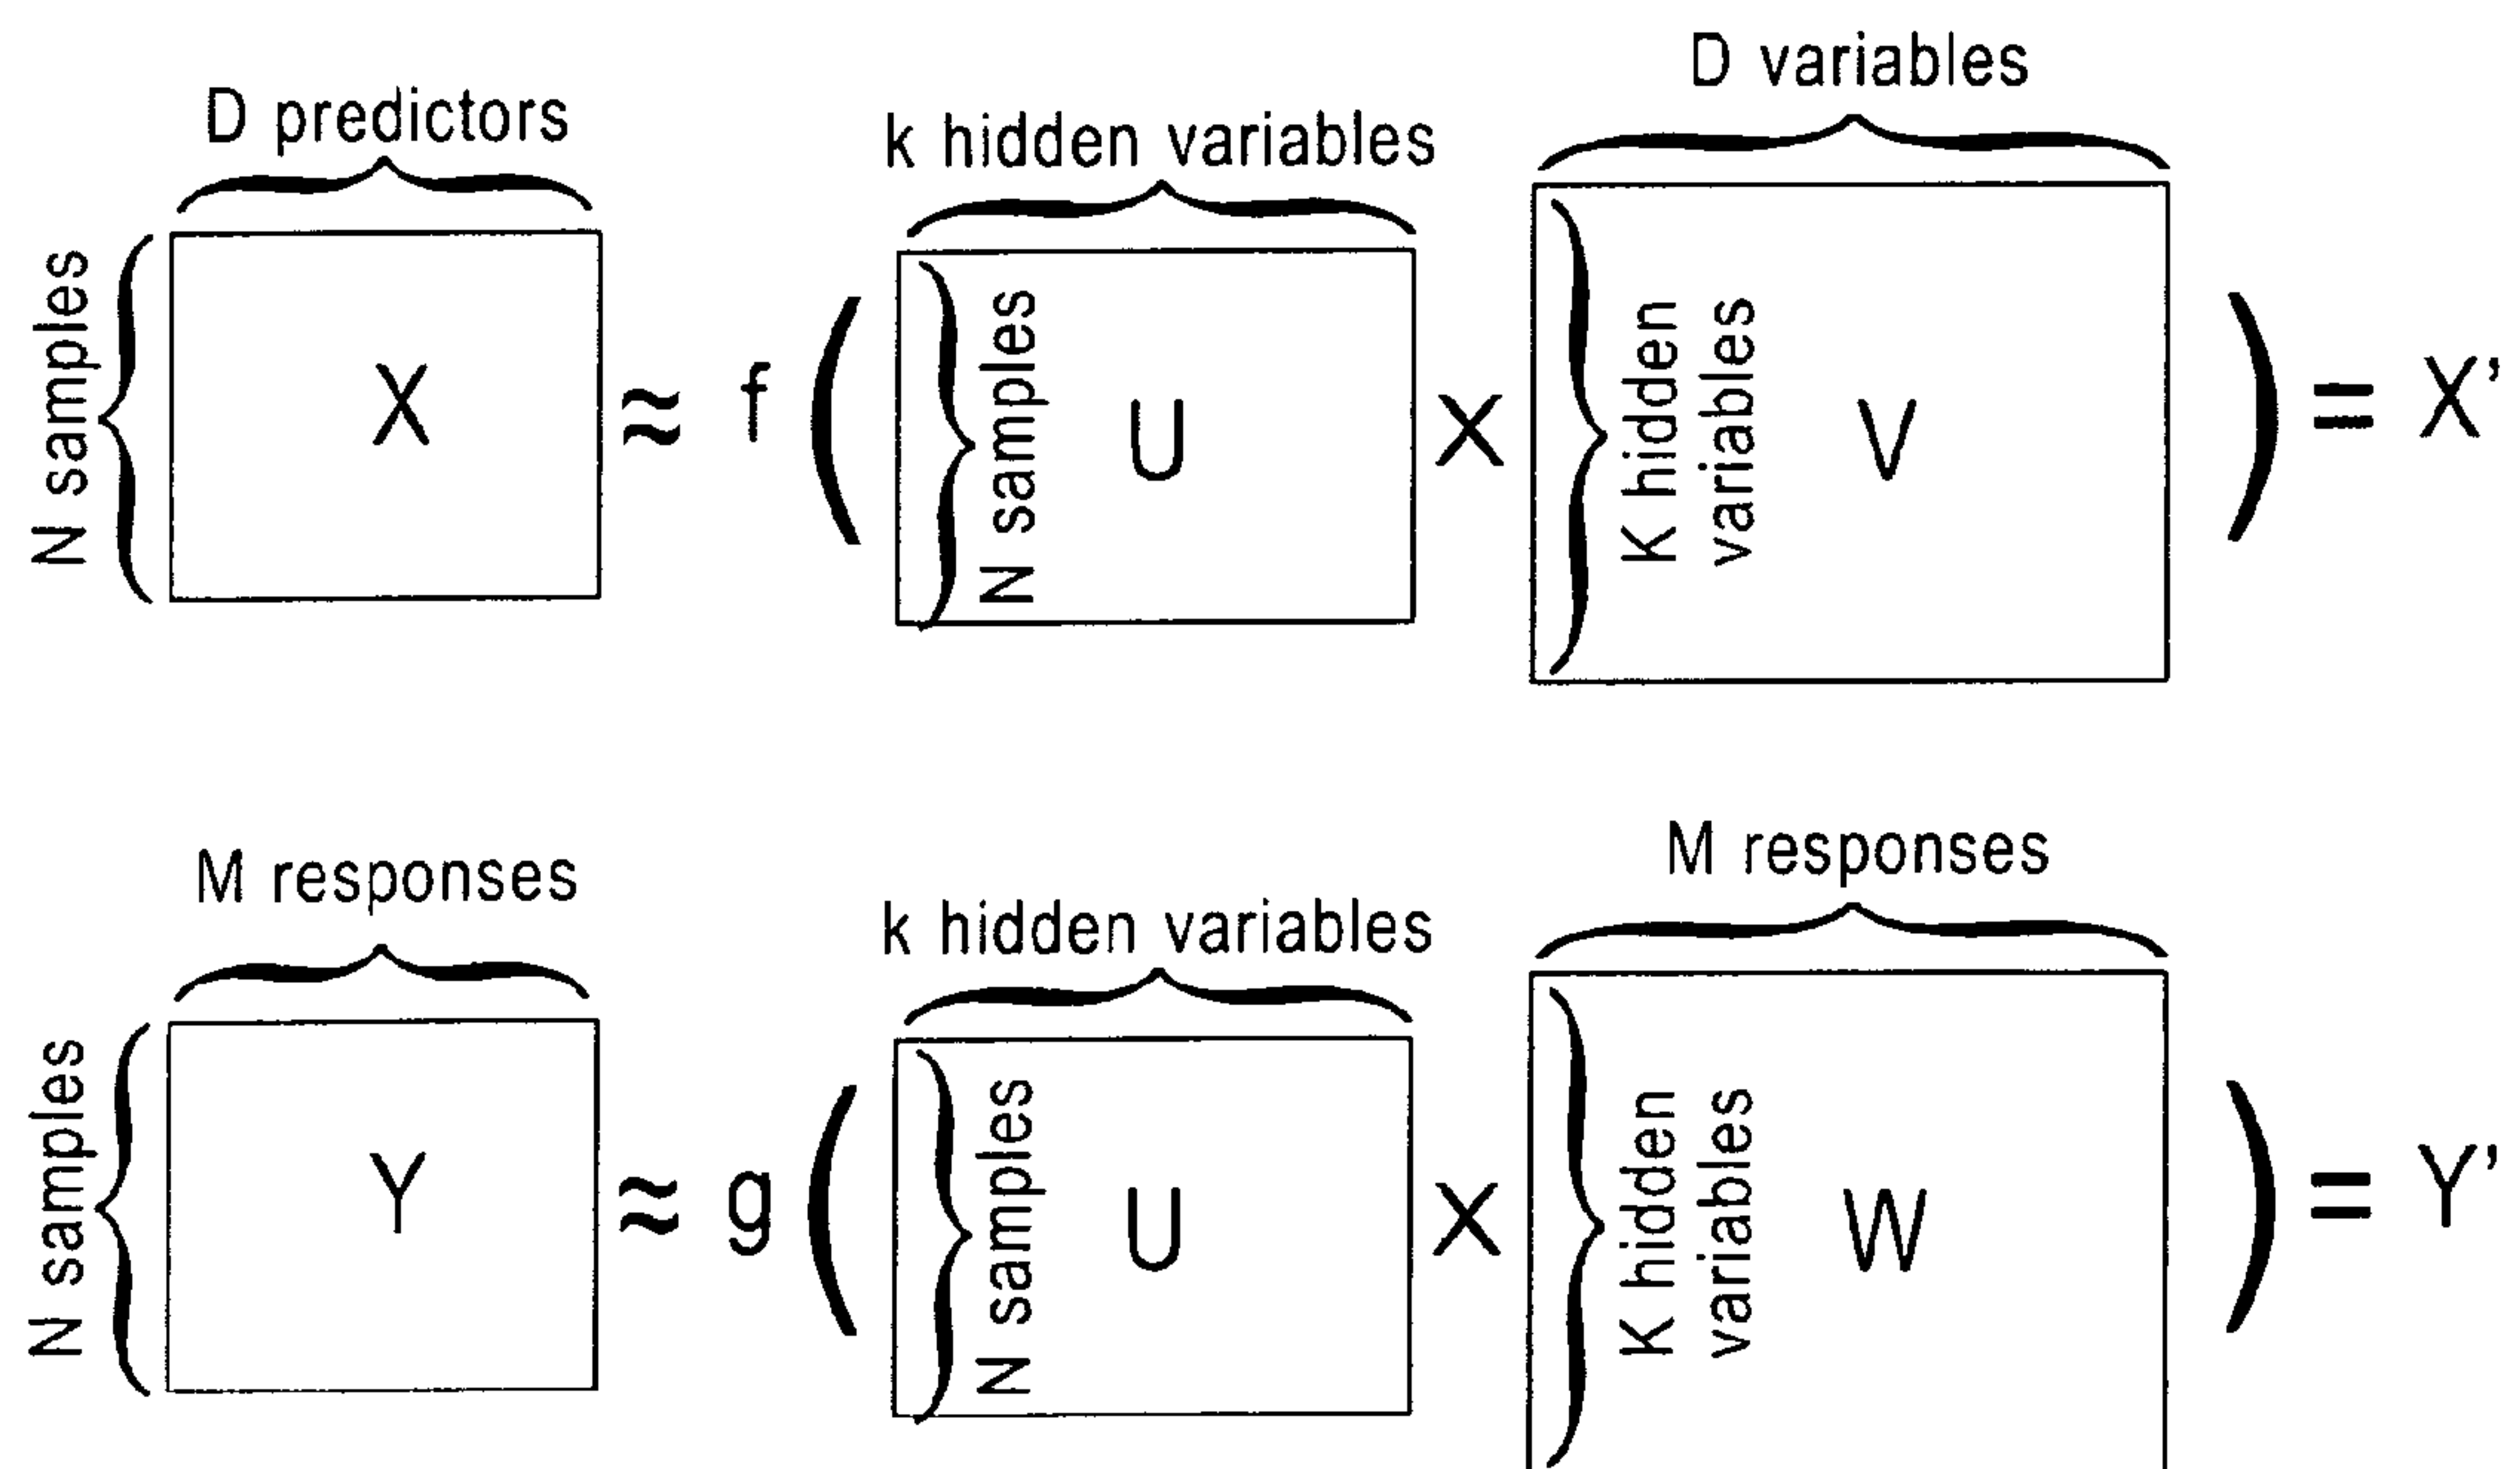 D variables
D predictors
k hidden variables
N samples
X
≈ f (
N samples
U
X
K hidden
variables
V
) = X’
M responses
M responses
k hidden variables
N samples
Y
≈ g (
N samples
U
X
K hidden
variables
W
) = Y’